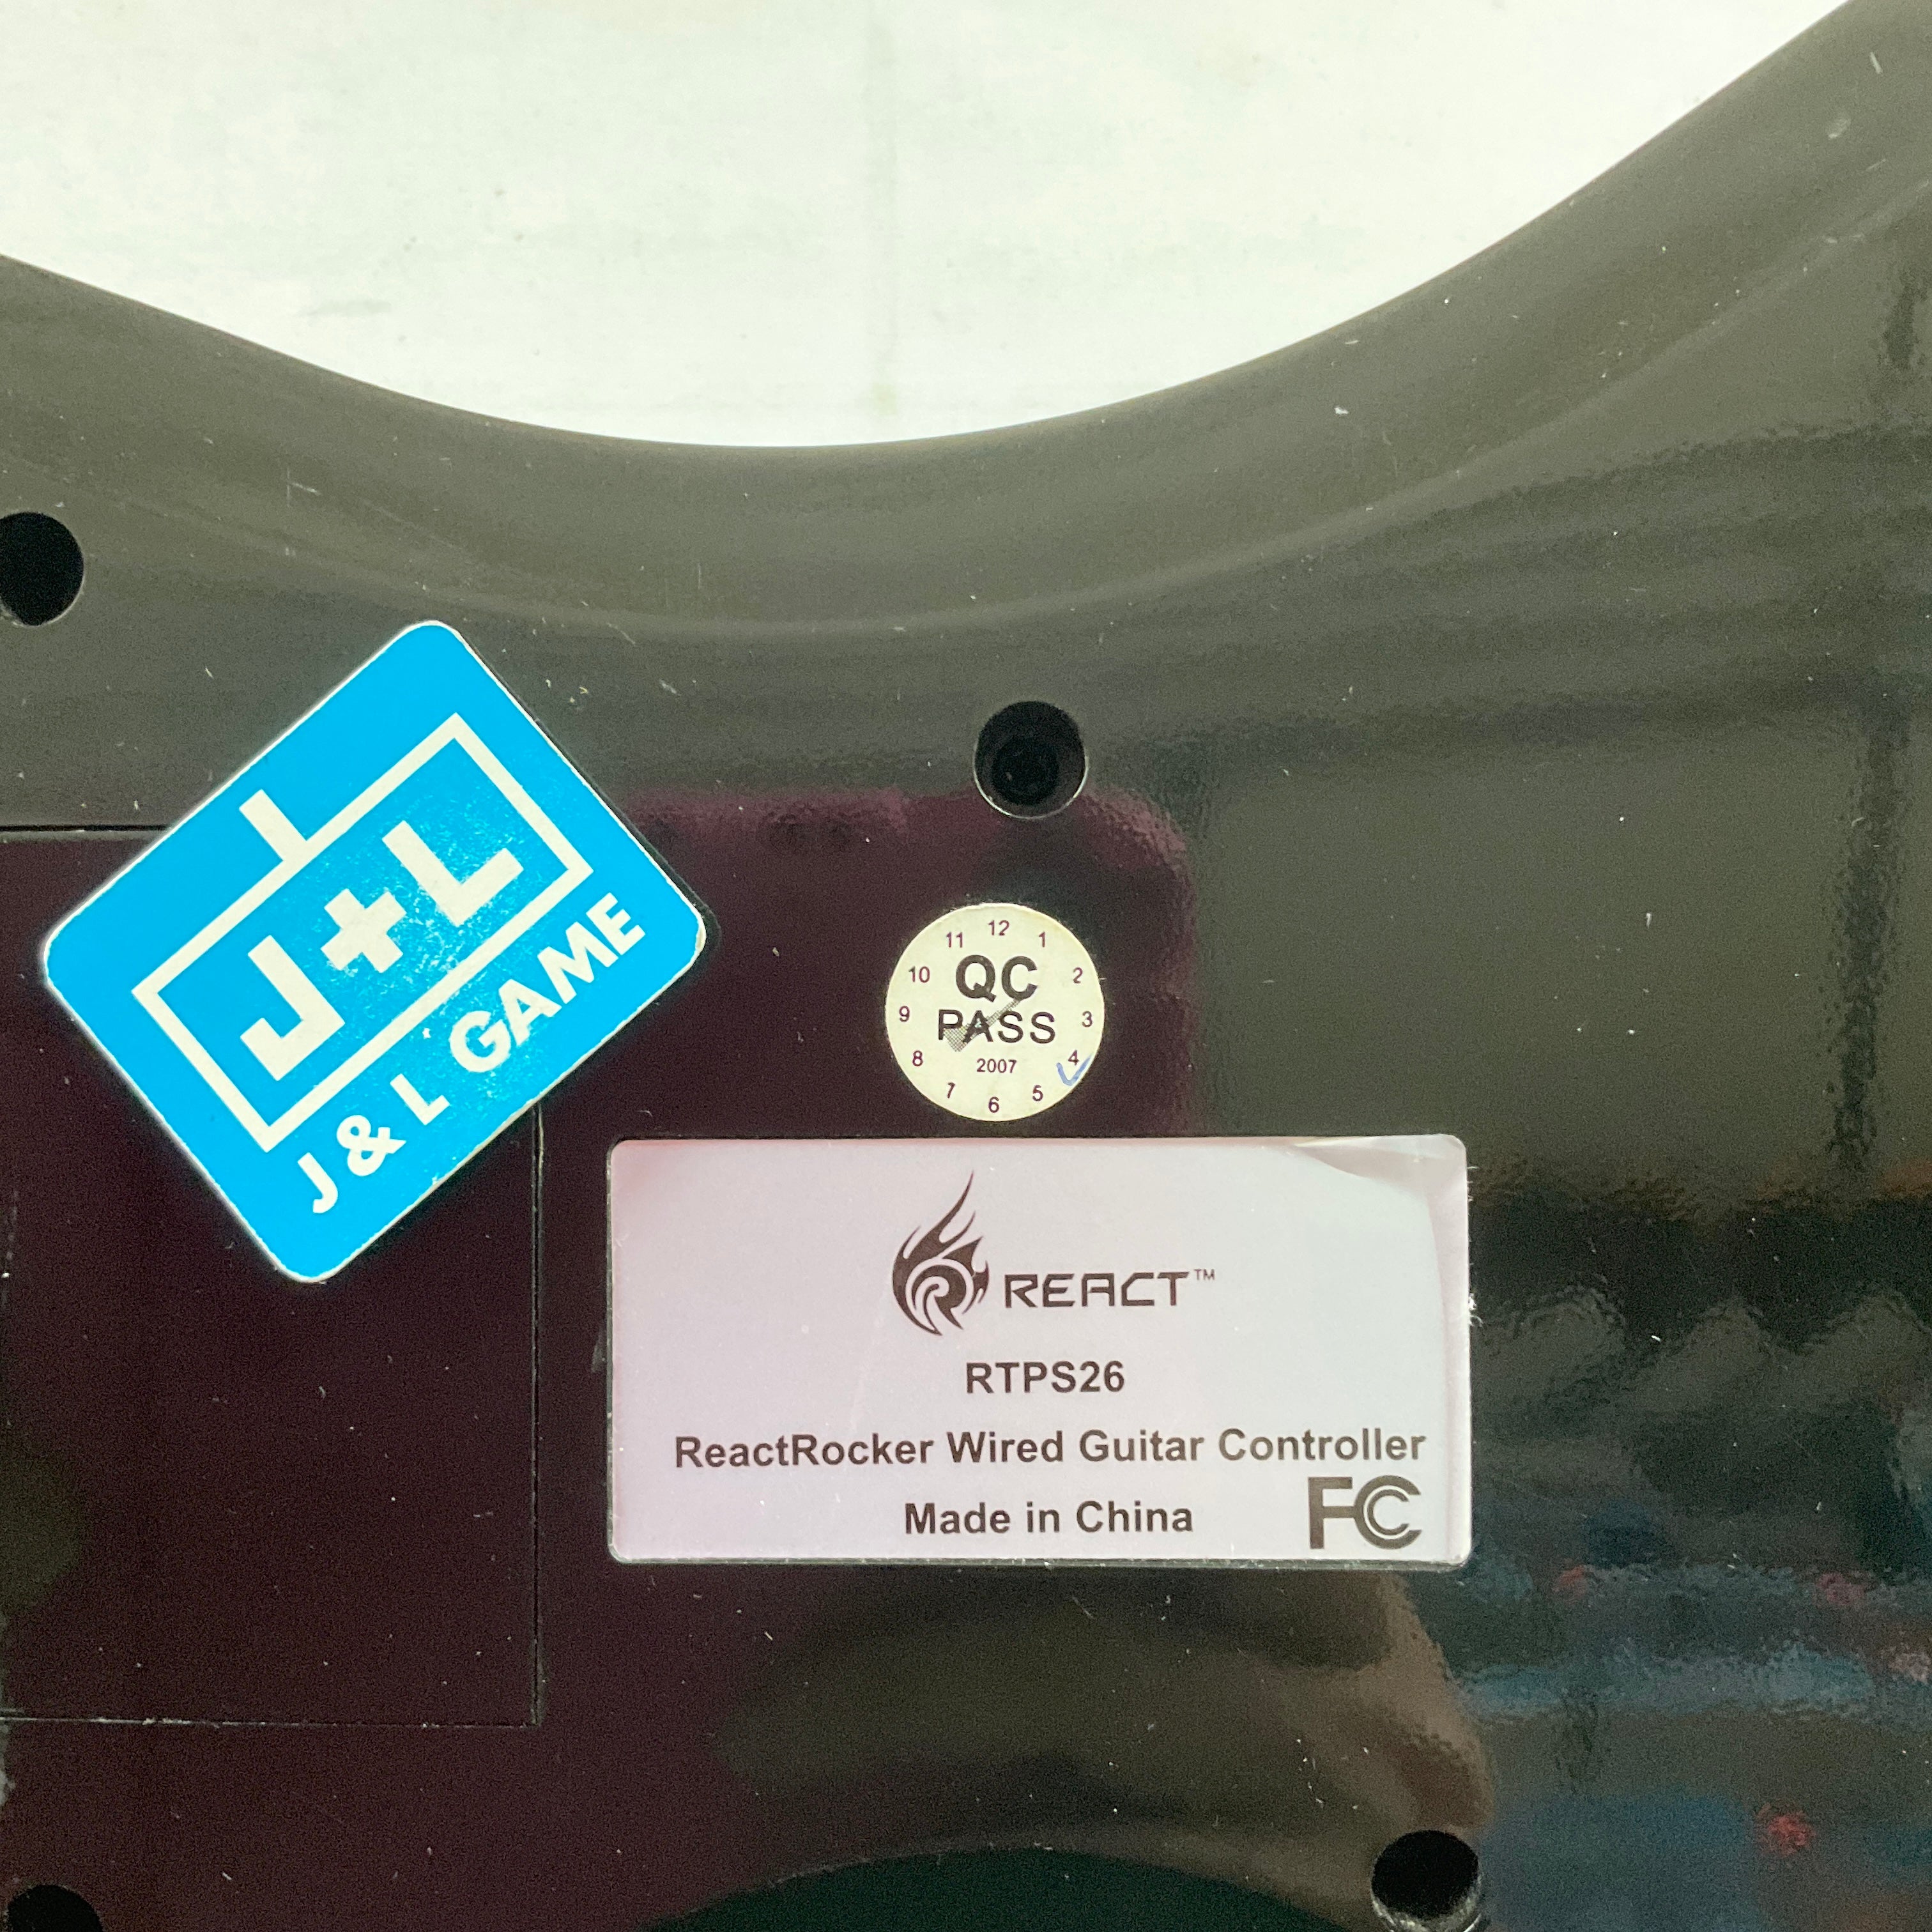 J+L
J & L GAME
12
11
1
10
QC
2
9
PASS
3
8
2007
4
7
5
6
REACT™
RTPS26
ReactRocker Wired Guitar Controller
Made in China
FC